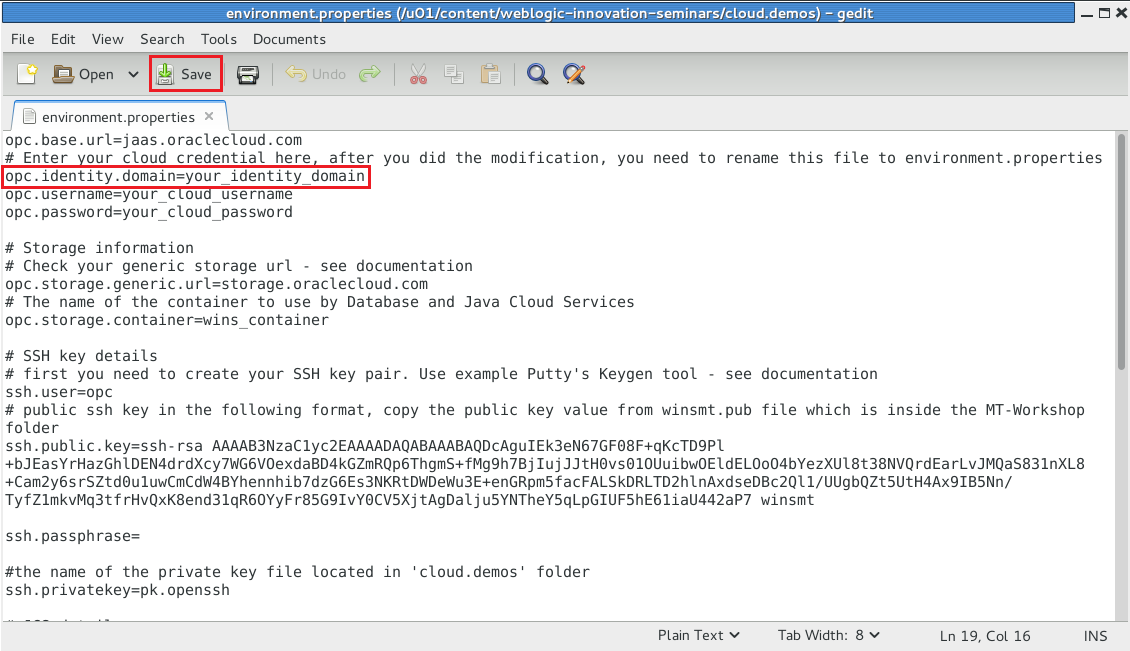 environment.properties (/u01/content/weblogic-innovation-seminars/cloud.demos) - gedit
File Edit View Search Tools Documents
Open Save Undo
environment.properties
opc.base.url=jaas.oraclecloud.com
# Enter your cloud credential here, after you did the modification, you need to rename this file to environment.properties
opc.identity.domain=your_identity_domain
opc.username=your_cloud_username
opc.password=your_cloud_password
# Storage information
# Check your generic storage url - see documentation
opc.storage.generic.url=storage.oraclecloud.com
# The name of the container to use by Database and Java Cloud Services
opc.storage.container=wins_container
# SSH key details
# first you need to create your SSH key pair. Use example Putty's Keygen tool - see documentation
ssh.user=opc
# public ssh key in the following format, copy the public key value from winsmt.pub file which is inside the MT-Workshop
folder
ssh.public.key=ssh-rsa AAAAB3NzaC1yc2EAAAADAQABAAABAQDcAguIEk3eN67GF08F+qKcTD9Pl
+bJEasYrHazGhlDEN4drdXcy7WG6VOexdaBD4kGZmRQp6ThgmS+fMg9h7BjIujJJtH0vs01OUuibwOEldELOoO4bYezXUl8t38NVQrdEarLvJMQaS831nXL8
+Cam2y6srSZtd0u1uwCmCdW4BYhennhib7dzG6Es3NKRtDWDeWu3E+enGRpm5facFALSkDRLTD2hlnAxdseDBc2Ql1/UUgbQZt5UtH4Ax9IB5Nn/
TyfZ1mkvMq3tfrHvQxK8end31qR6OYyFr85G9IvY0CV5XjtAgDalju5YNTheY5qLpGIUF5hE61iaU442aP7 winsmt
ssh.passphrase=
#the name of the private key file located in 'cloud.demos' folder
ssh.privatekey=pk.openssh
Plain Text Tab Width: 8 Ln 19, Col 16 INS